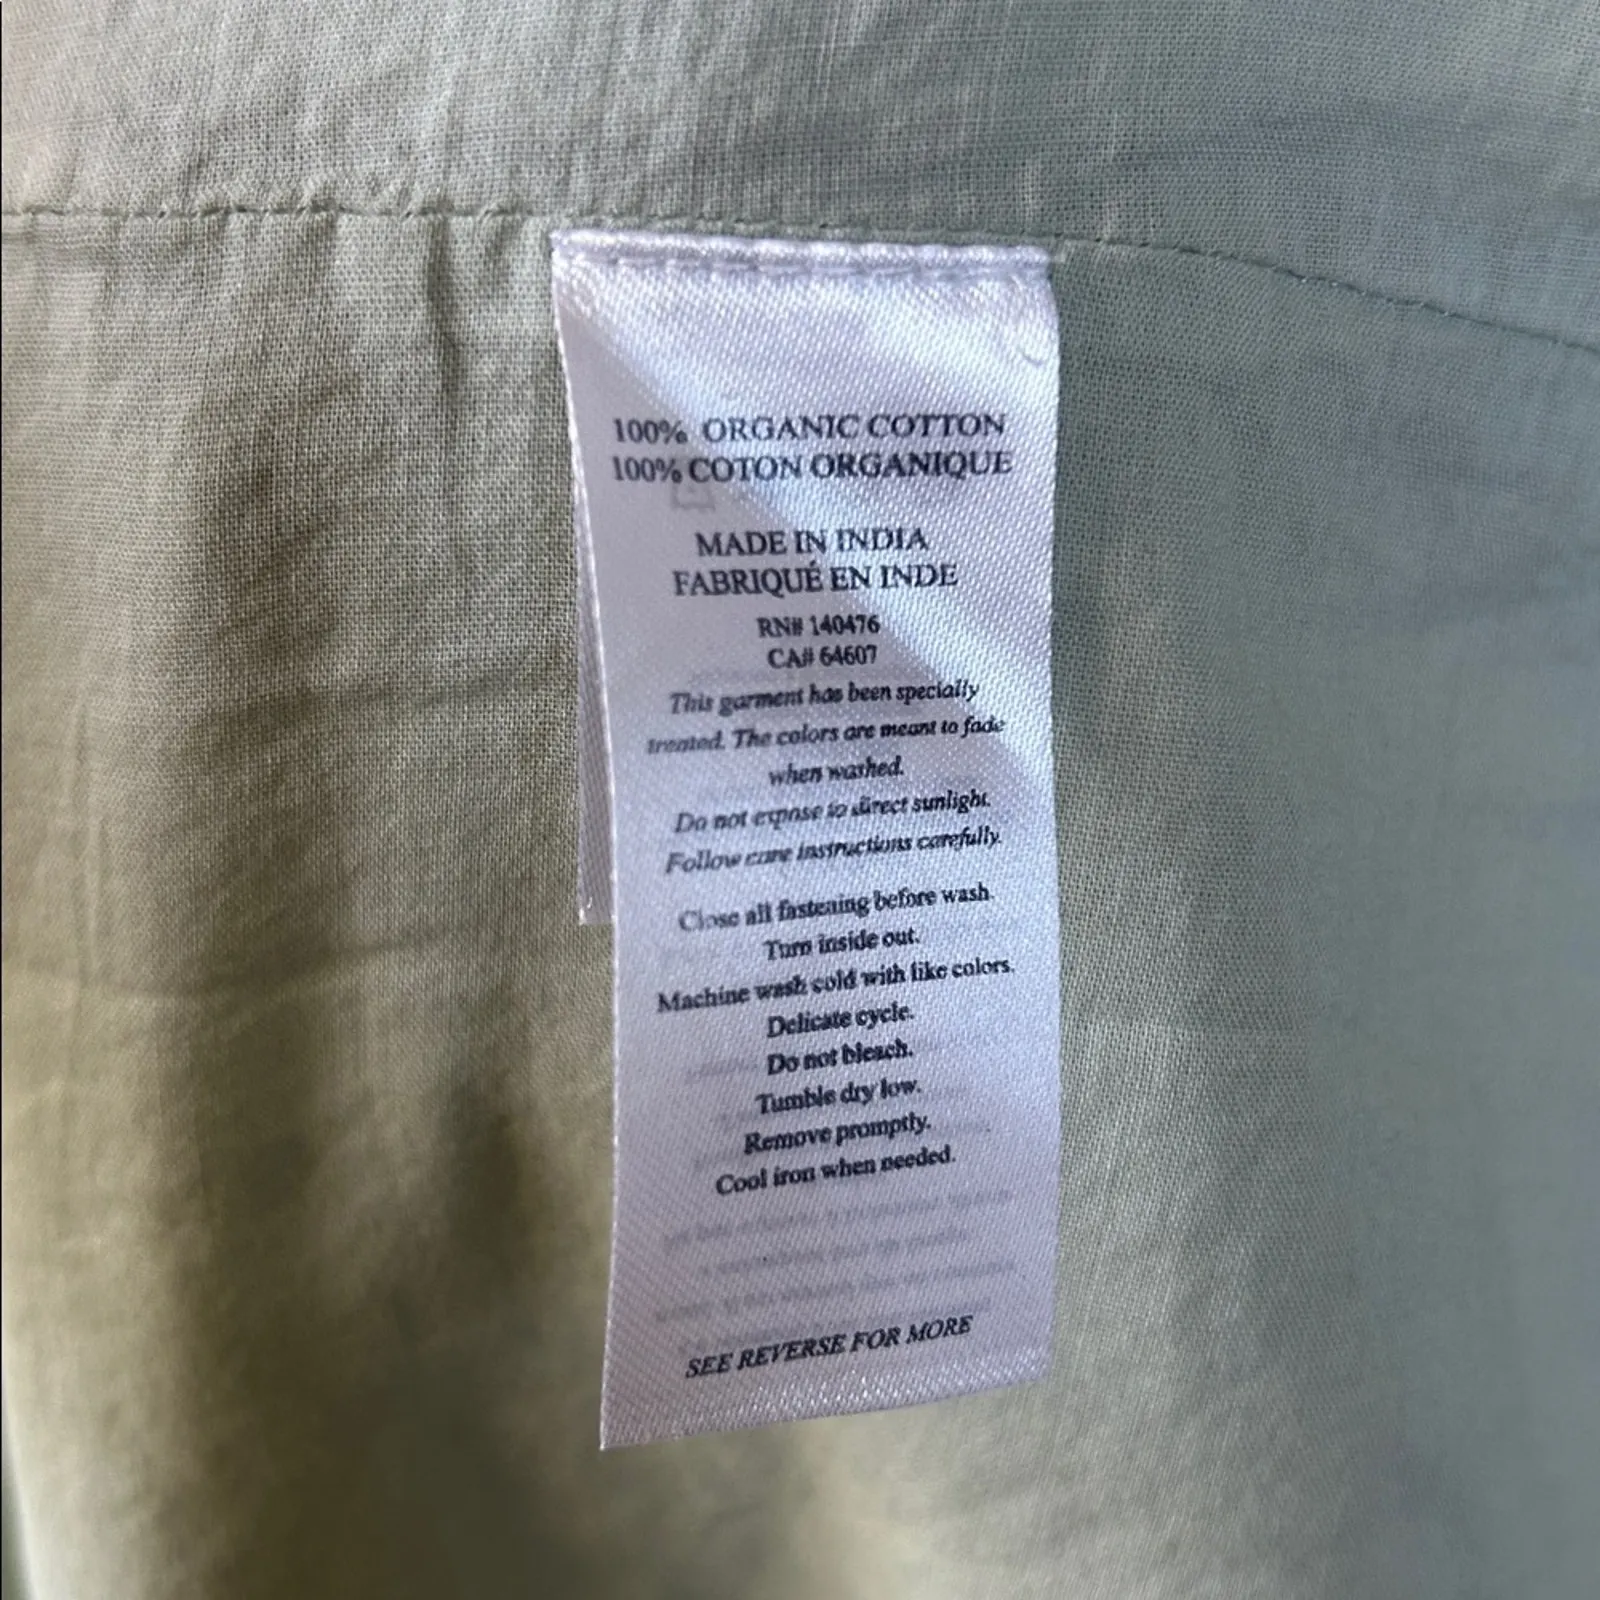 100% ORGANIC COTTON
100% COTON ORGANIQUE
MADE IN INDIA
FABRIQUÉ EN INDE
RN# 140476
CA# 64607
This garment has been specially
treated. The colors are meant to fade
when washed.
Do not expose to direct sunlight.
Follow care instructions carefully.
Close all fastening before wash.
Turn inside out.
Machine wash cold with like colors.
Delicate cycle.
Do not bleach.
Tumble dry low.
Remove promptly.
Cool iron when needed.
SEE REVERSE FOR MORE